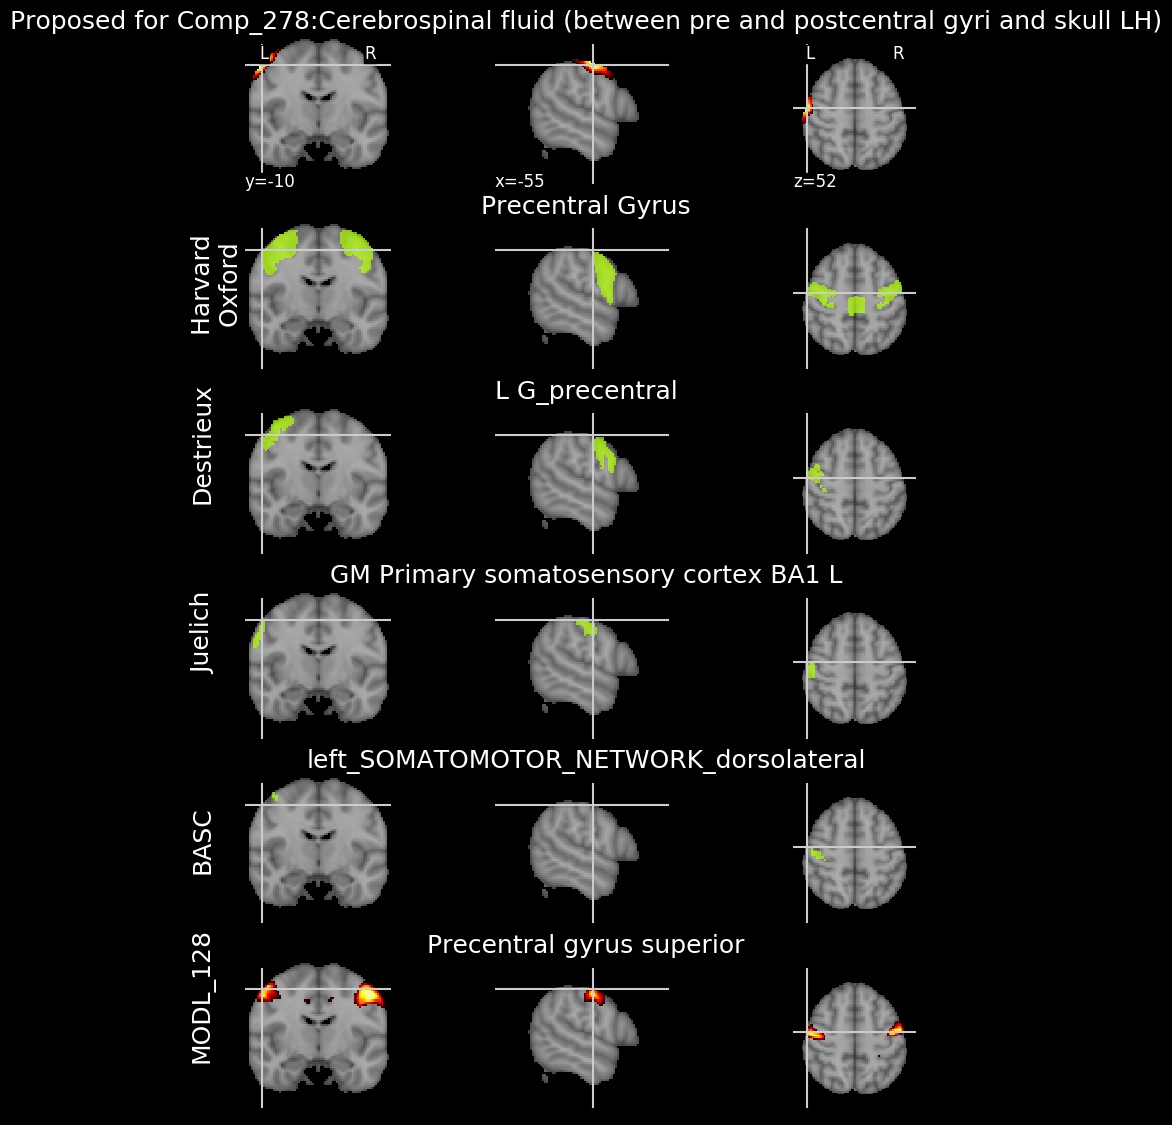 Proposed for Comp_278:Cerebrospinal fluid (between pre and postcentral gyri and skull LH)
L R
L R
y=-10
x=-55
z=52
Precentral Gyrus
Harvard
Oxford
L G_precentral
Destrieux
GM Primary somatosensory cortex BA1 L
Juelich
left_SOMATOMOTOR_NETWORK_dorsolateral
BASC
Precentral gyrus superior
MODL_128